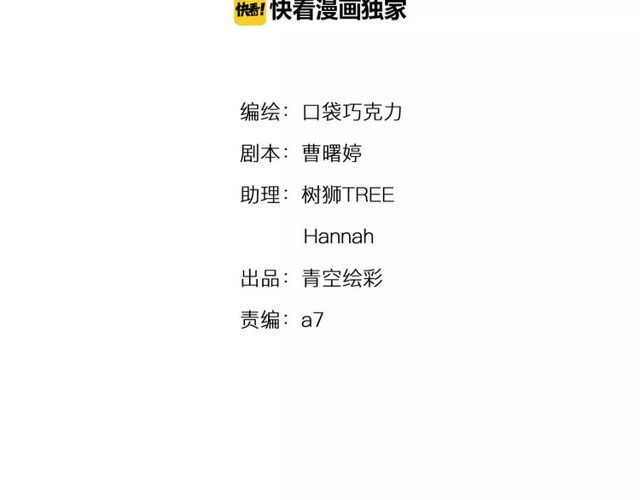 快看! 快看漫画独家
编绘：口袋巧克力
剧本：曹曙婷
助理：树狮TREE
Hannah
出品：青空绘彩
责编：a7